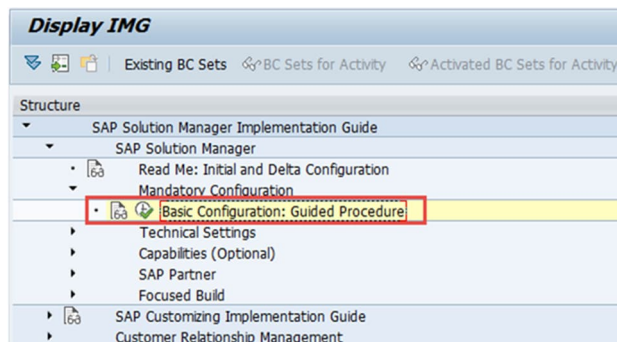 Display IMG
Existing BC Sets BC Sets for Activity Activated BC Sets for Activity
Structure
SAP Solution Manager Implementation Guide
SAP Solution Manager
Read Me: Initial and Delta Configuration
Mandatory Configuration
Basic Configuration: Guided Procedure
Technical Settings
Capabilities (Optional)
SAP Partner
Focused Build
SAP Customizing Implementation Guide
Customer Relationship Management